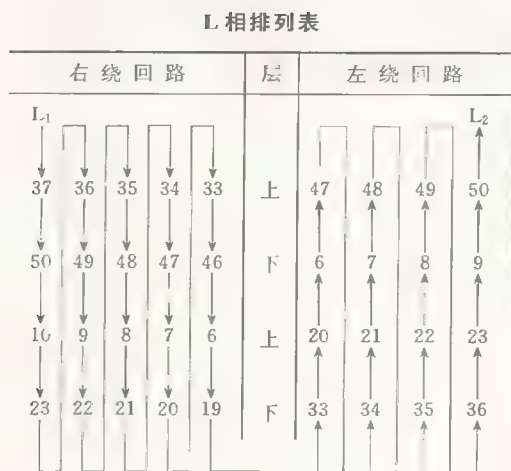 L 相排列表
右绕回路 层 左绕回路
L₁ L₂
37 36 35 34 33 上 47 48 49 50
50 49 48 47 46 下 6 7 8 9
10 9 8 7 6 上 20 21 22 23
23 22 21 20 19 下 33 34 35 36